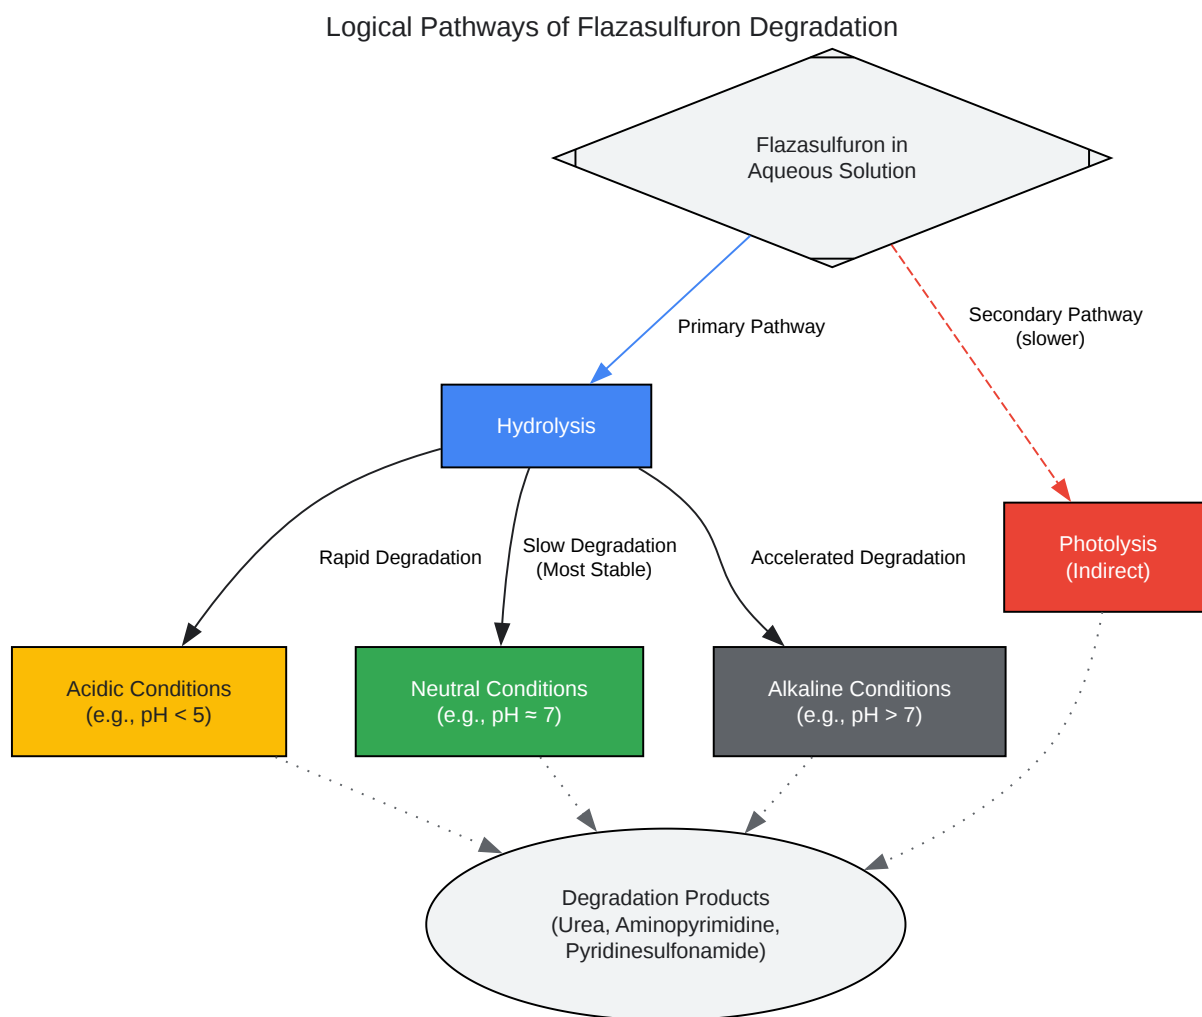 Logical Pathways of Flazasulfuron Degradation
Flazasulfuron in
Aqueous Solution
Primary Pathway
Secondary Pathway
(slower)
Hydrolysis
Rapid Degradation
Slow Degradation
(Most Stable)
Accelerated Degradation
Photolysis
(Indirect)
Acidic Conditions
(e.g., pH < 5)
Neutral Conditions
(e.g., pH ≈ 7)
Alkaline Conditions
(e.g., pH > 7)
Degradation Products
(Urea, Aminopyrimidine,
Pyridinesulfonamide)